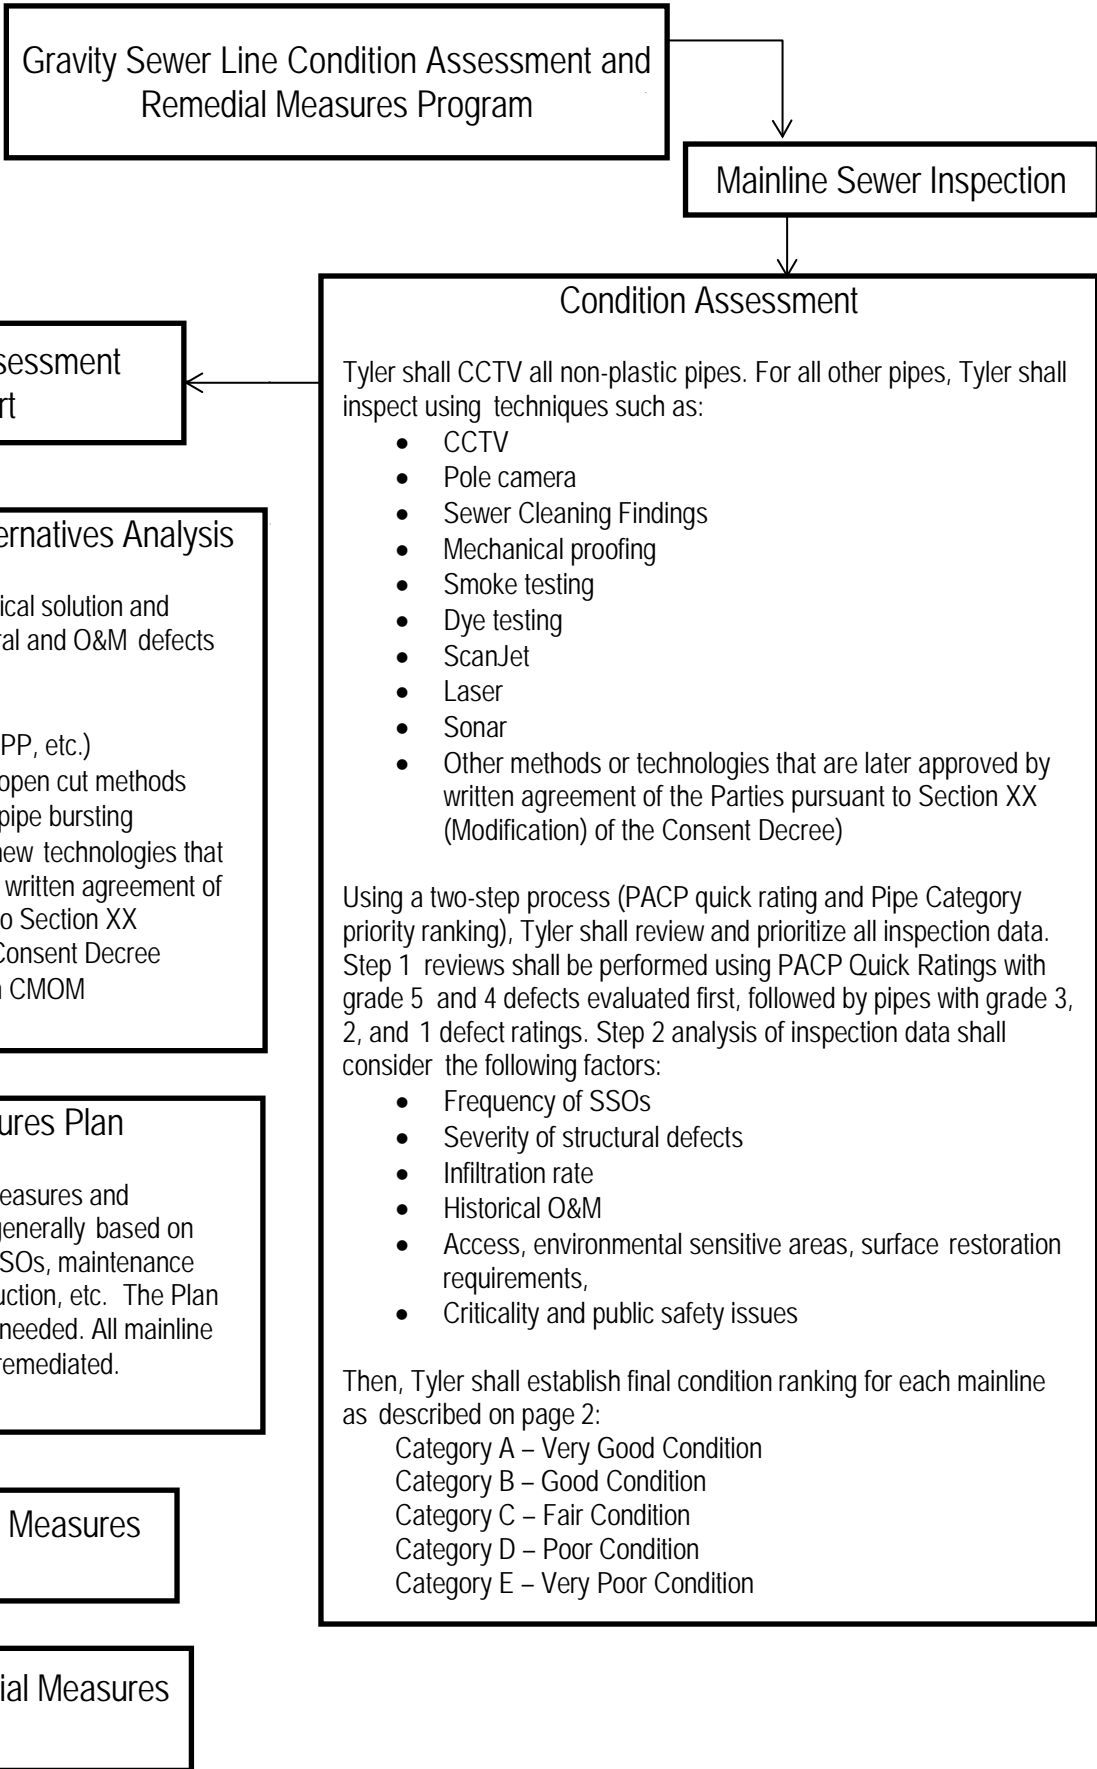 Gravity Sewer Line Condition Assessment and
Remedial Measures Program
Mainline Sewer Inspection
Condition Assessment
Tyler shall CCTV all non-plastic pipes. For all other pipes, Tyler shall
inspect using techniques such as:
• CCTV
• Pole camera
• Sewer Cleaning Findings
• Mechanical proofing
• Smoke testing
• Dye testing
• ScanJet
• Laser
• Sonar
• Other methods or technologies that are later approved by
written agreement of the Parties pursuant to Section XX
(Modification) of the Consent Decree)
Using a two-step process (PACP quick rating and Pipe Category
priority ranking), Tyler shall review and prioritize all inspection data.
Step 1 reviews shall be performed using PACP Quick Ratings with
grade 5 and 4 defects evaluated first, followed by pipes with grade 3,
2, and 1 defect ratings. Step 2 analysis of inspection data shall
consider the following factors:
• Frequency of SSOs
• Severity of structural defects
• Infiltration rate
• Historical O&M
• Access, environmental sensitive areas, surface restoration
requirements,
• Criticality and public safety issues
Then, Tyler shall establish final condition ranking for each mainline
as described on page 2:
Category A – Very Good Condition
Category B – Good Condition
Category C – Fair Condition
Category D – Poor Condition
Category E – Very Poor Condition
sessment
rt
ernatives Analysis
ical solution and
ral and O&M defects
PP, etc.)
open cut methods
pipe bursting
new technologies that
written agreement of
o Section XX
Consent Decree
CMOM
ures Plan
easures and
generally based on
SOs, maintenance
uction, etc. The Plan
needed. All mainline
remediated.
Measures
ial Measures